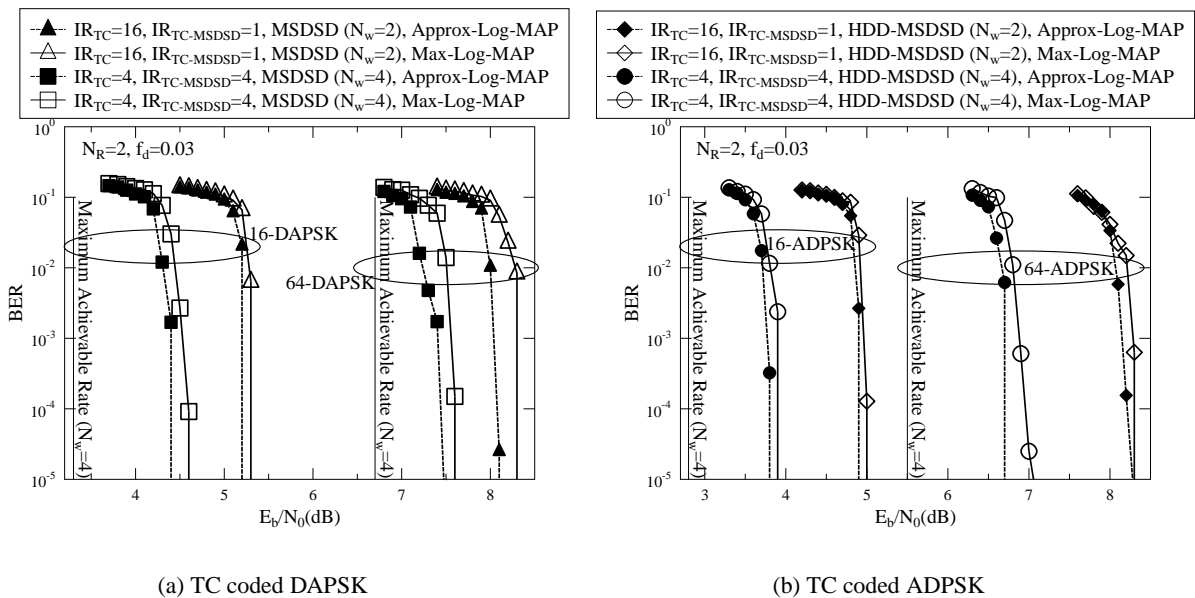 IR_TC=16, IR_TC-MSDSD=1, MSDSD (N_w=2), Approx-Log-MAP
IR_TC=16, IR_TC-MSDSD=1, MSDSD (N_w=2), Max-Log-MAP
IR_TC=4, IR_TC-MSDSD=4, MSDSD (N_w=4), Approx-Log-MAP
IR_TC=4, IR_TC-MSDSD=4, MSDSD (N_w=4), Max-Log-MAP
10^0
10^-1
10^-2
10^-3
10^-4
10^-5
BER
N_R=2, f_d=0.03
Maximum Achievable Rate (N_w=4)
16-DAPSK
64-DAPSK
Maximum Achievable Rate (N_w=4)
4 5 6 7 8
E_b/N_0(dB)
(a) TC coded DAPSK
IR_TC=16, IR_TC-MSDSD=1, HDD-MSDSD (N_w=2), Approx-Log-MAP
IR_TC=16, IR_TC-MSDSD=1, HDD-MSDSD (N_w=2), Max-Log-MAP
IR_TC=4, IR_TC-MSDSD=4, HDD-MSDSD (N_w=4), Approx-Log-MAP
IR_TC=4, IR_TC-MSDSD=4, HDD-MSDSD (N_w=4), Max-Log-MAP
10^0
10^-1
10^-2
10^-3
10^-4
10^-5
BER
N_R=2, f_d=0.03
Maximum Achievable Rate (N_w=4)
16-ADPSK
Maximum Achievable Rate (N_w=4)
64-ADPSK
3 4 5 6 7 8
E_b/N_0(dB)
(b) TC coded ADPSK